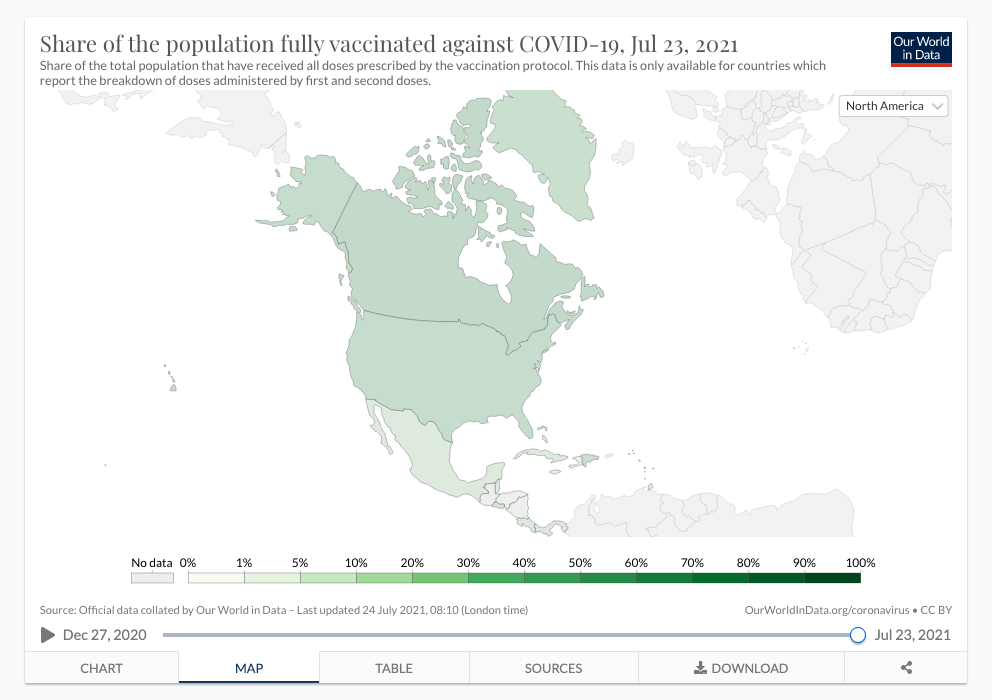 Share of the population fully vaccinated against COVID-19, Jul 23, 2021
Our World
in Data
Share of the total population that have received all doses prescribed by the vaccination protocol. This data is only available for countries which
report the breakdown of doses administered by first and second doses.
North America
No data 0% 1% 5% 10% 20% 30% 40% 50% 60% 70% 80% 90% 100%
Source: Official data collated by Our World in Data – Last updated 24 July 2021, 08:10 (London time)
OurWorldInData.org/coronavirus • CC BY
Dec 27, 2020
Jul 23, 2021
CHART MAP TABLE SOURCES DOWNLOAD